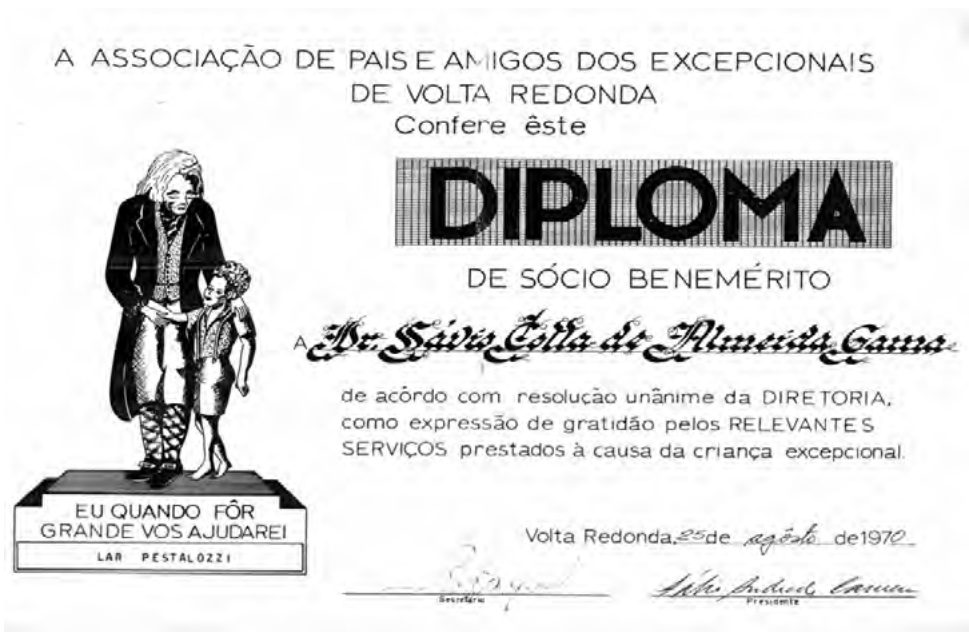 A ASSOCIAÇÃO DE PAIS E AMIGOS DOS EXCEPCIONAIS
DE VOLTA REDONDA
Confere êste
DIPLOMA
DE SÓCIO BENEMÉRITO
A Dr. Sávio Cotta de Almeida Gama
de acôrdo com resolução unânime da DIRETORIA,
como expressão de gratidão pelos RELEVANTES
SERVIÇOS prestados à causa da criança excepcional.
EU QUANDO FÔR
GRANDE VOS AJUDAREI
LAR PESTALOZZI
Volta Redonda, 25 de agôsto de 1970
Secretário
Presidente